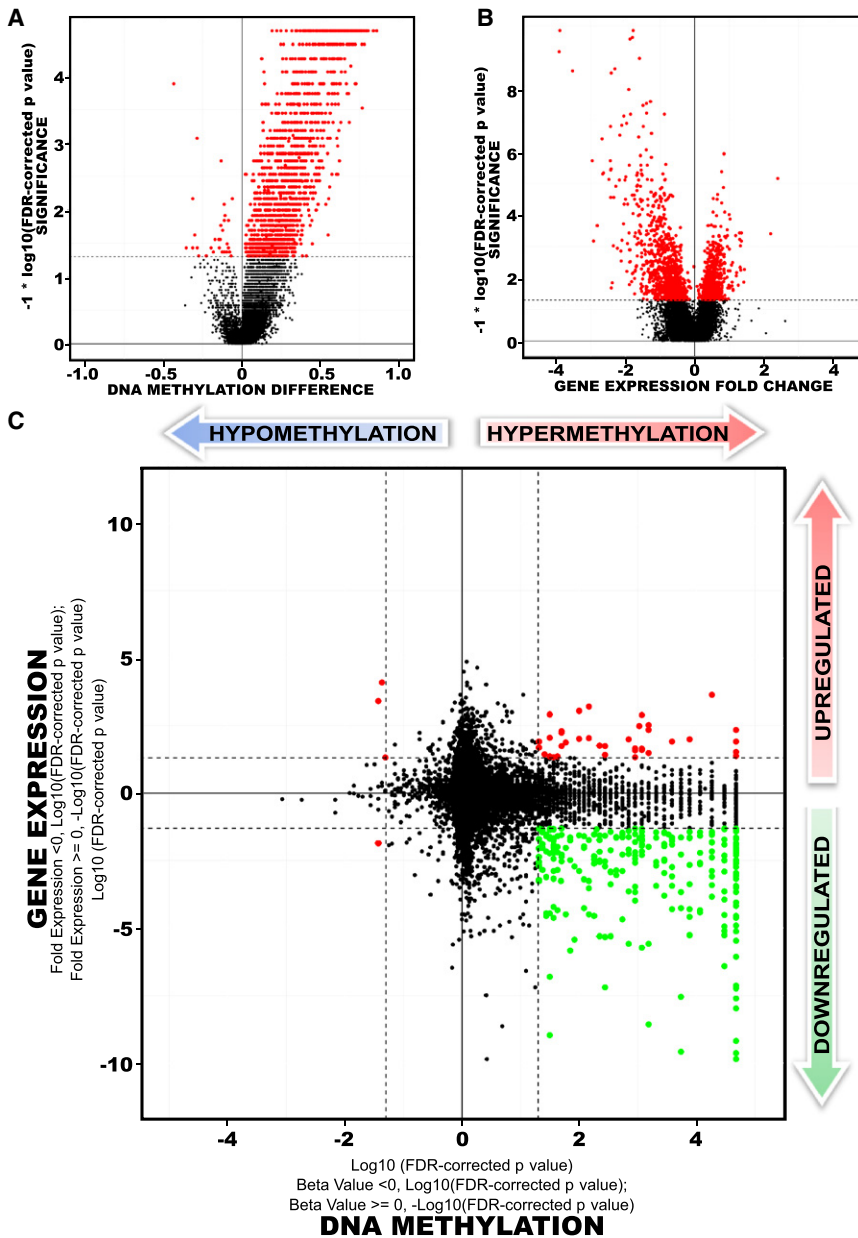 A
B
-1 * log10(FDR-corrected p value)
SIGNIFICANCE
4
3
2
1
0
-1.0
-0.5
0
0.5
1.0
DNA METHYLATION DIFFERENCE
-1 * log10(FDR-corrected p value)
SIGNIFICANCE
8
6
4
2
0
-4
-2
0
2
4
GENE EXPRESSION FOLD CHANGE
C
HYPOMETHYLATION
HYPERMETHYLATION
GENE EXPRESSION
Fold Expression <0, Log10(FDR-corrected p value);
Fold Expression >= 0, -Log10(FDR-corrected p value)
Log10 (FDR-corrected p value)
10
5
0
-5
-10
UPREGULATED
DOWNREGULATED
-4
-2
0
2
4
Log10 (FDR-corrected p value)
Beta Value <0, Log10(FDR-corrected p value);
Beta Value >= 0, -Log10(FDR-corrected p value)
DNA METHYLATION